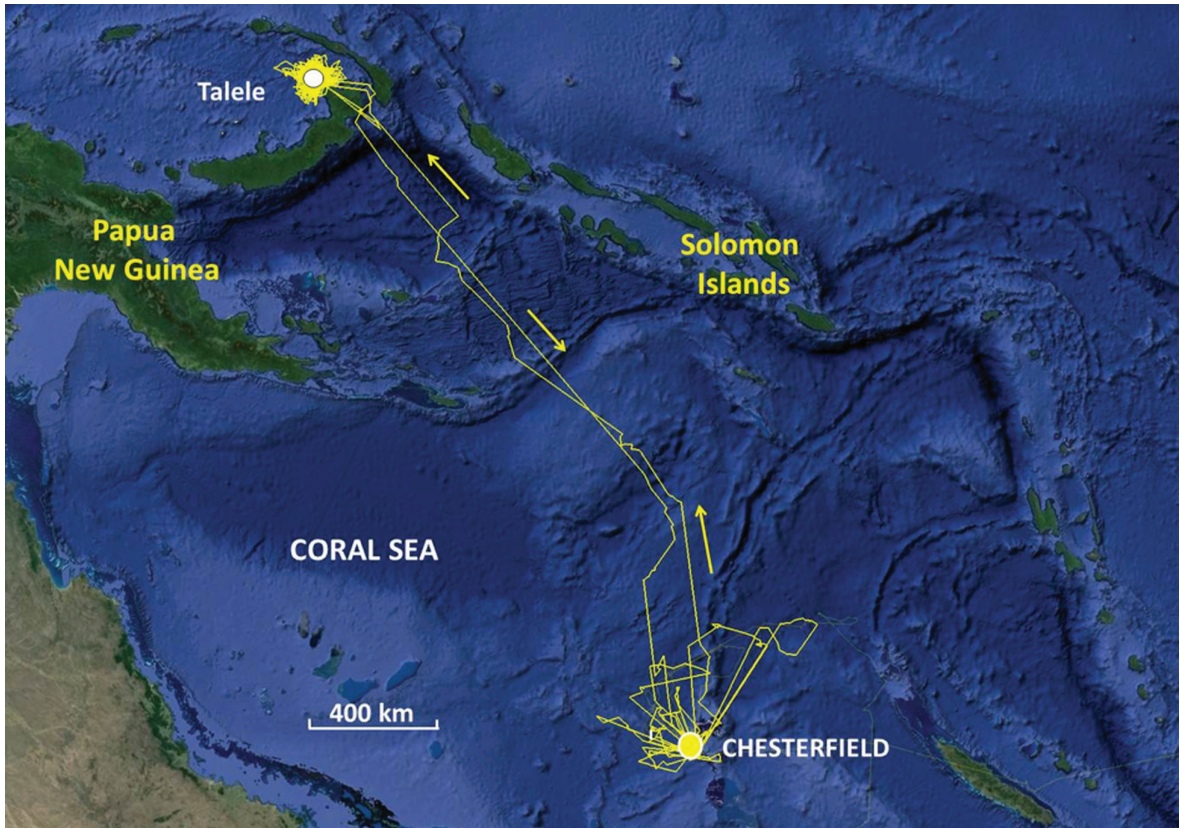 Talele
Papua
New Guinea
Solomon
Islands
CORAL SEA
400 km
CHESTERFIELD